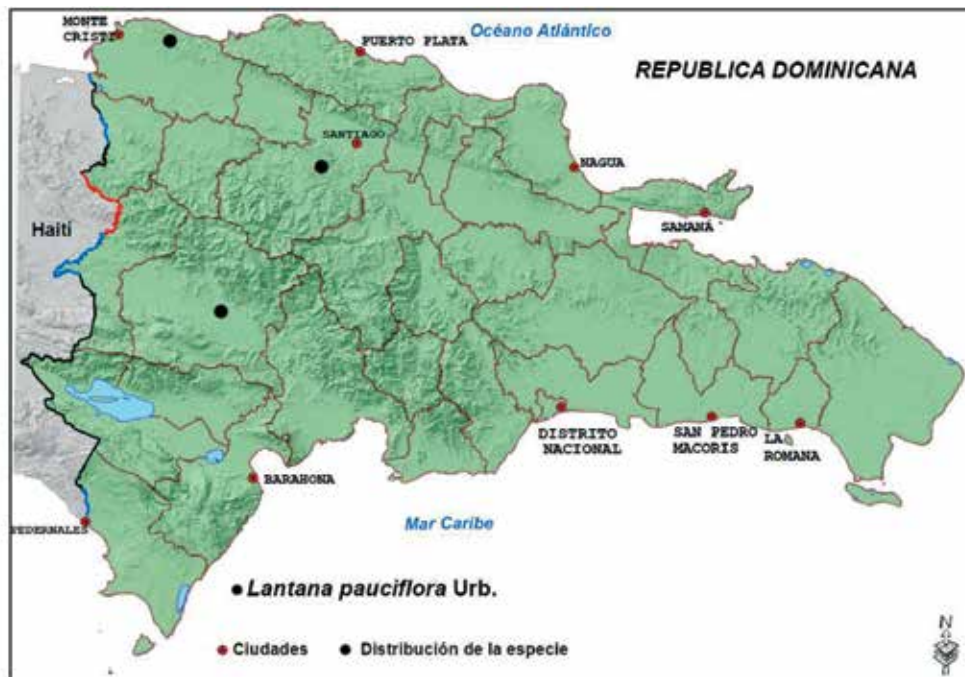 MONTE
CRISTI
Océano Atlántico
PUERTO PLATA
REPUBLICA DOMINICANA
SANTIAGO
NAGUA
SAMANÁ
Haití
DISTRITO
NACIONAL
SAN PEDRO
MACORIS
LA
ROMANA
BARAHONA
PEDERNALES
Mar Caribe
Lantana pauciflora Urb.
Ciudades
Distribución de la especie
N